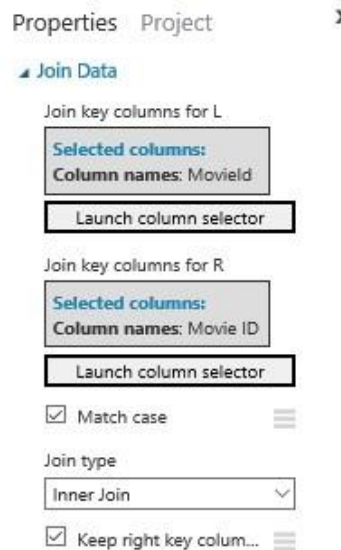 Properties Project
Join Data
Join key columns for L
Selected columns:
Column names: MovieId
Launch column selector
Join key columns for R
Selected columns:
Column names: Movie ID
Launch column selector
Match case
Join type
Inner Join
Keep right key colum...